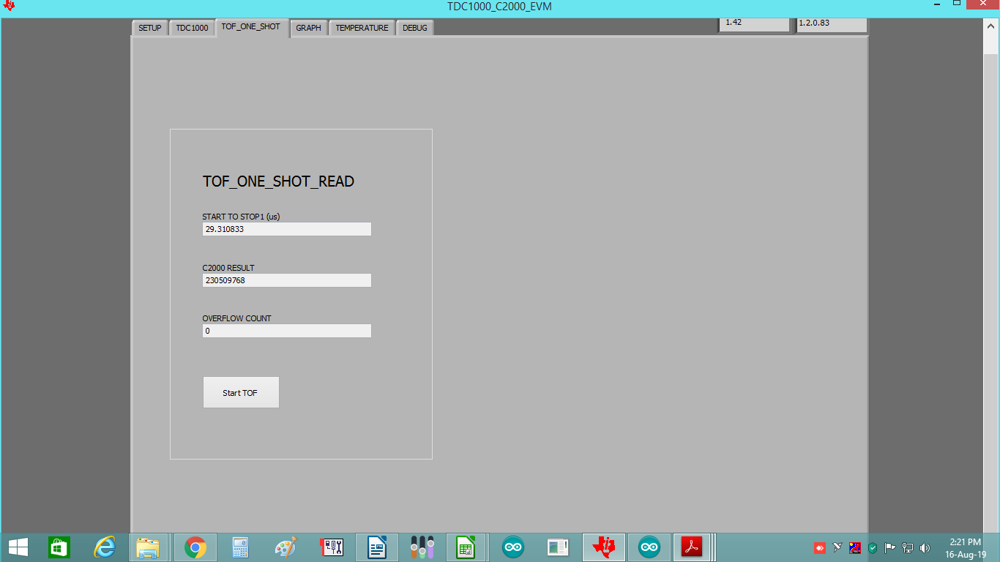 TDC1000_C2000_EVM
SETUP TDC1000 TOF_ONE_SHOT GRAPH TEMPERATURE DEBUG 1.42 1.2.0.83
TOF_ONE_SHOT_READ
START TO STOP1 (us)
29.310833
C2000 RESULT
230509768
OVERFLOW COUNT
0
Start TOF
2:21 PM
16-Aug-19